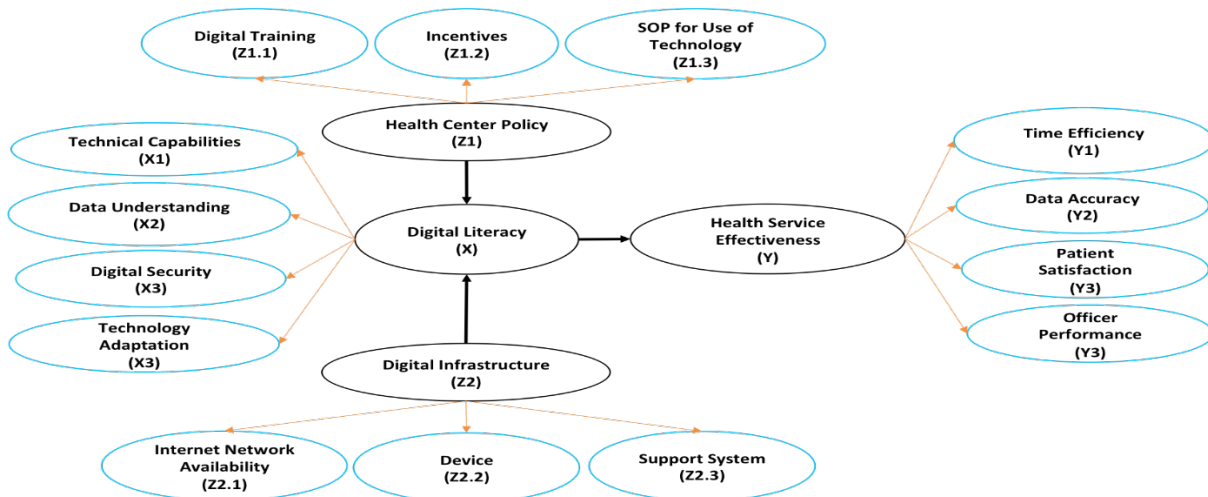 Digital Training
(Z1.1)
Incentives
(Z1.2)
SOP for Use of
Technology
(Z1.3)
Health Center Policy
(Z1)
Technical Capabilities
(X1)
Data Understanding
(X2)
Digital Security
(X3)
Technology
Adaptation
(X3)
Digital Literacy
(X)
Health Service
Effectiveness
(Y)
Time Efficiency
(Y1)
Data Accuracy
(Y2)
Patient
Satisfaction
(Y3)
Officer
Performance
(Y3)
Digital Infrastructure
(Z2)
Internet Network
Availability
(Z2.1)
Device
(Z2.2)
Support System
(Z2.3)